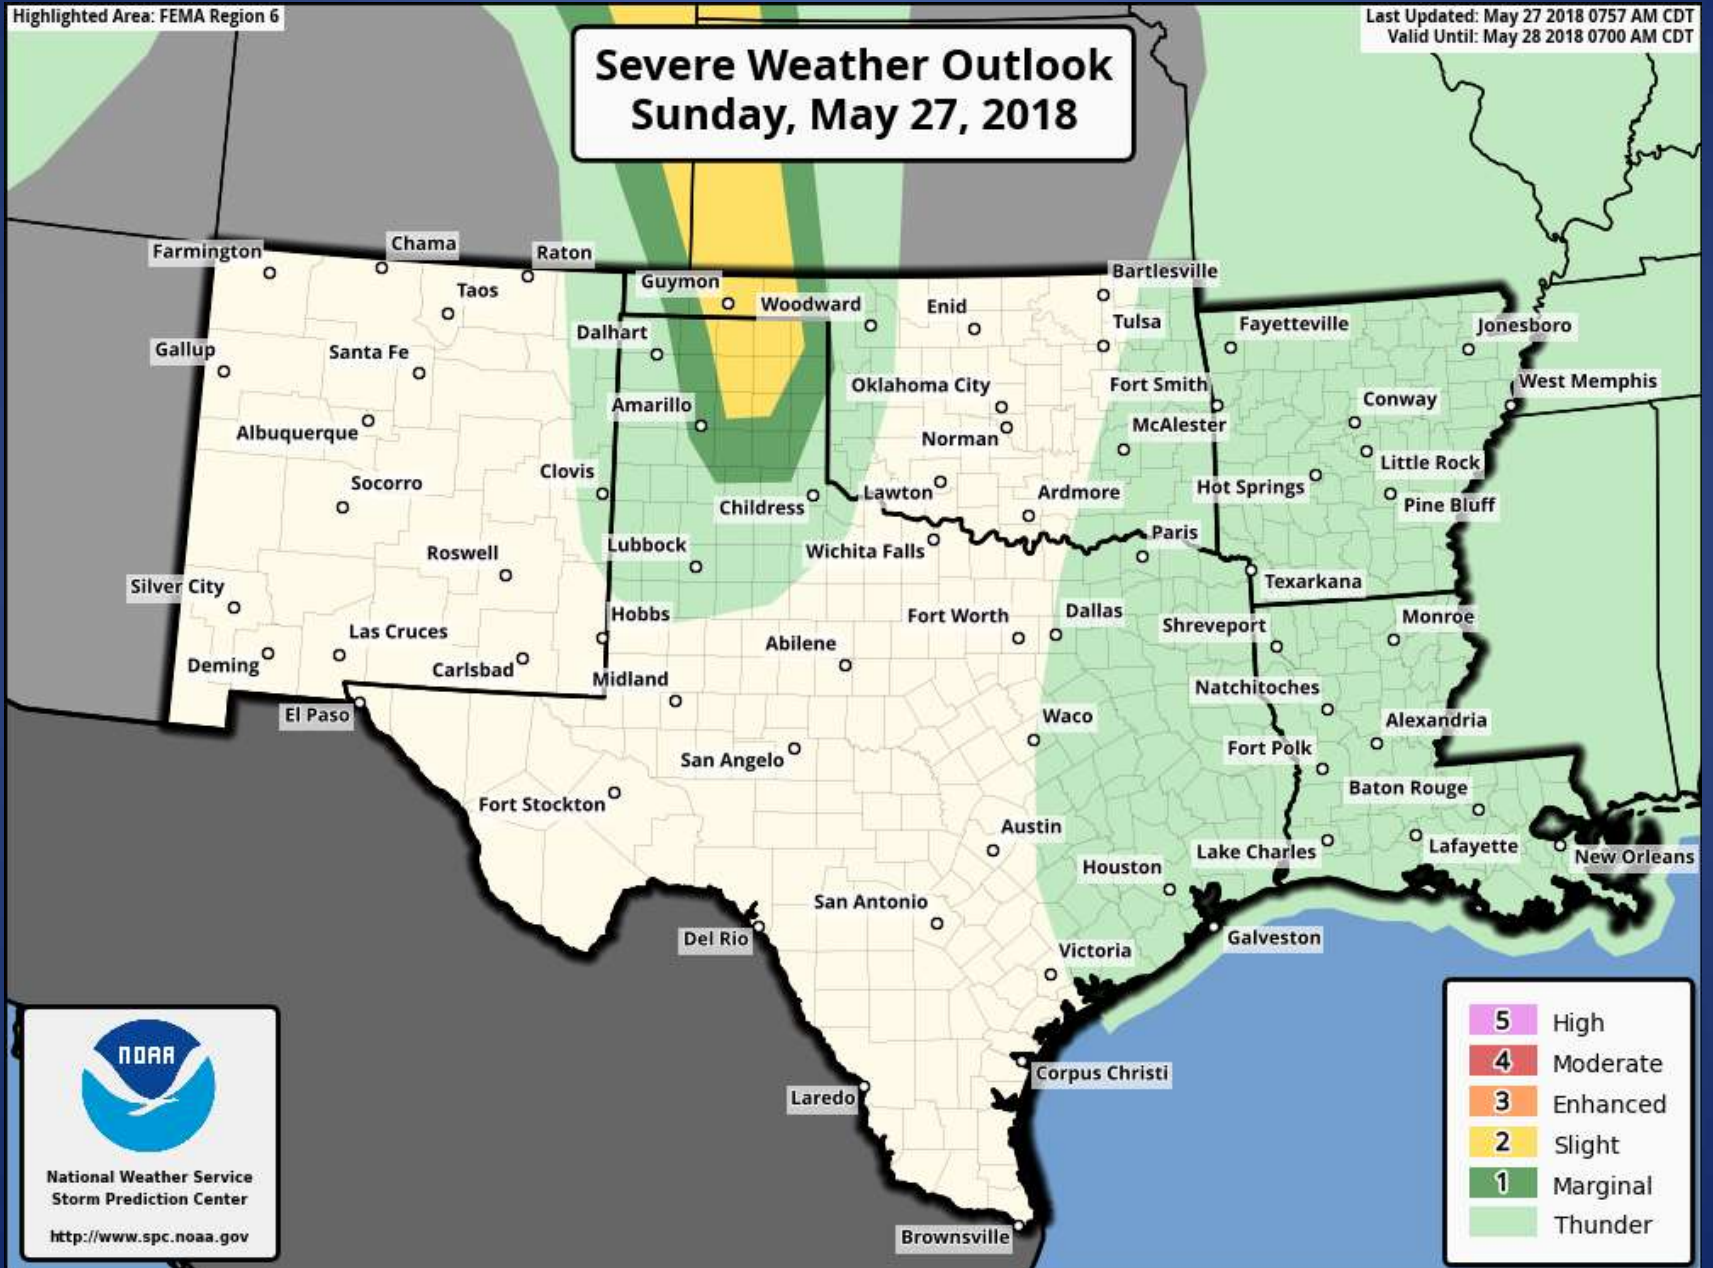 Highlighted Area: FEMA Region 6
Last Updated: May 27 2018 0757 AM CDT
Valid Until: May 28 2018 0700 AM CDT
Severe Weather Outlook
Sunday, May 27, 2018
Farmington
Chama
Raton
Taos
Guymon
Woodward
Enid
Bartlesville
Tulsa
Fayetteville
Jonesboro
Gallup
Santa Fe
Dalhart
Oklahoma City
Fort Smith
West Memphis
Albuquerque
Amarillo
Norman
McAlester
Conway
Little Rock
Socorro
Clovis
Childress
Lawton
Ardmore
Hot Springs
Pine Bluff
Roswell
Lubbock
Wichita Falls
Paris
Texarkana
Silver City
Hobbs
Fort Worth
Dallas
Shreveport
Monroe
Las Cruces
Deming
Carlsbad
Midland
Abilene
Natchitoches
El Paso
San Angelo
Waco
Fort Polk
Alexandria
Fort Stockton
Austin
Baton Rouge
Houston
Lake Charles
Lafayette
New Orleans
San Antonio
Del Rio
Victoria
Galveston
Corpus Christi
Laredo
Brownsville
NOAA
National Weather Service
Storm Prediction Center
http://www.spc.noaa.gov
5 High
4 Moderate
3 Enhanced
2 Slight
1 Marginal
Thunder